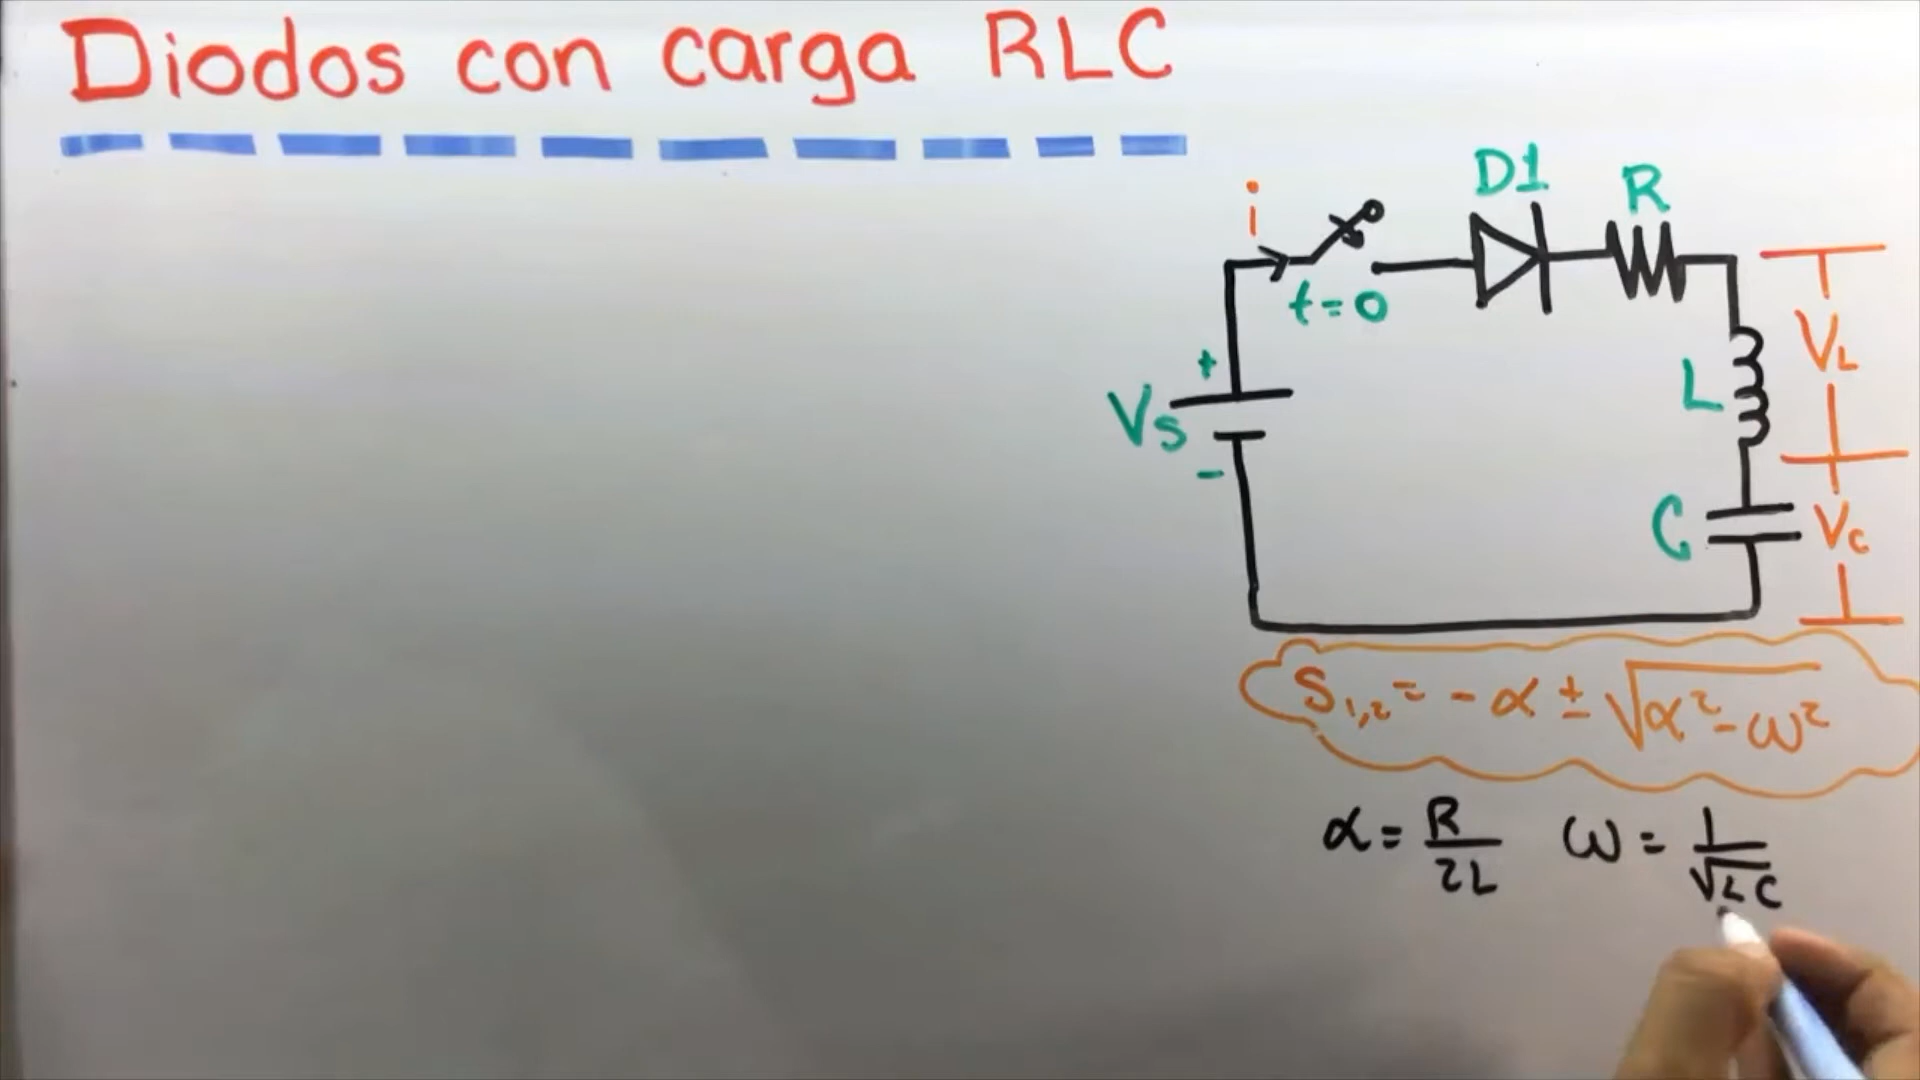 Diodos con carga RLC
D1
R
i
t=0
VL
+
L
Vs
-
C
Vc
S1,2 = -α ± √α²-ω²
α = R/2L ω = 1/√LC